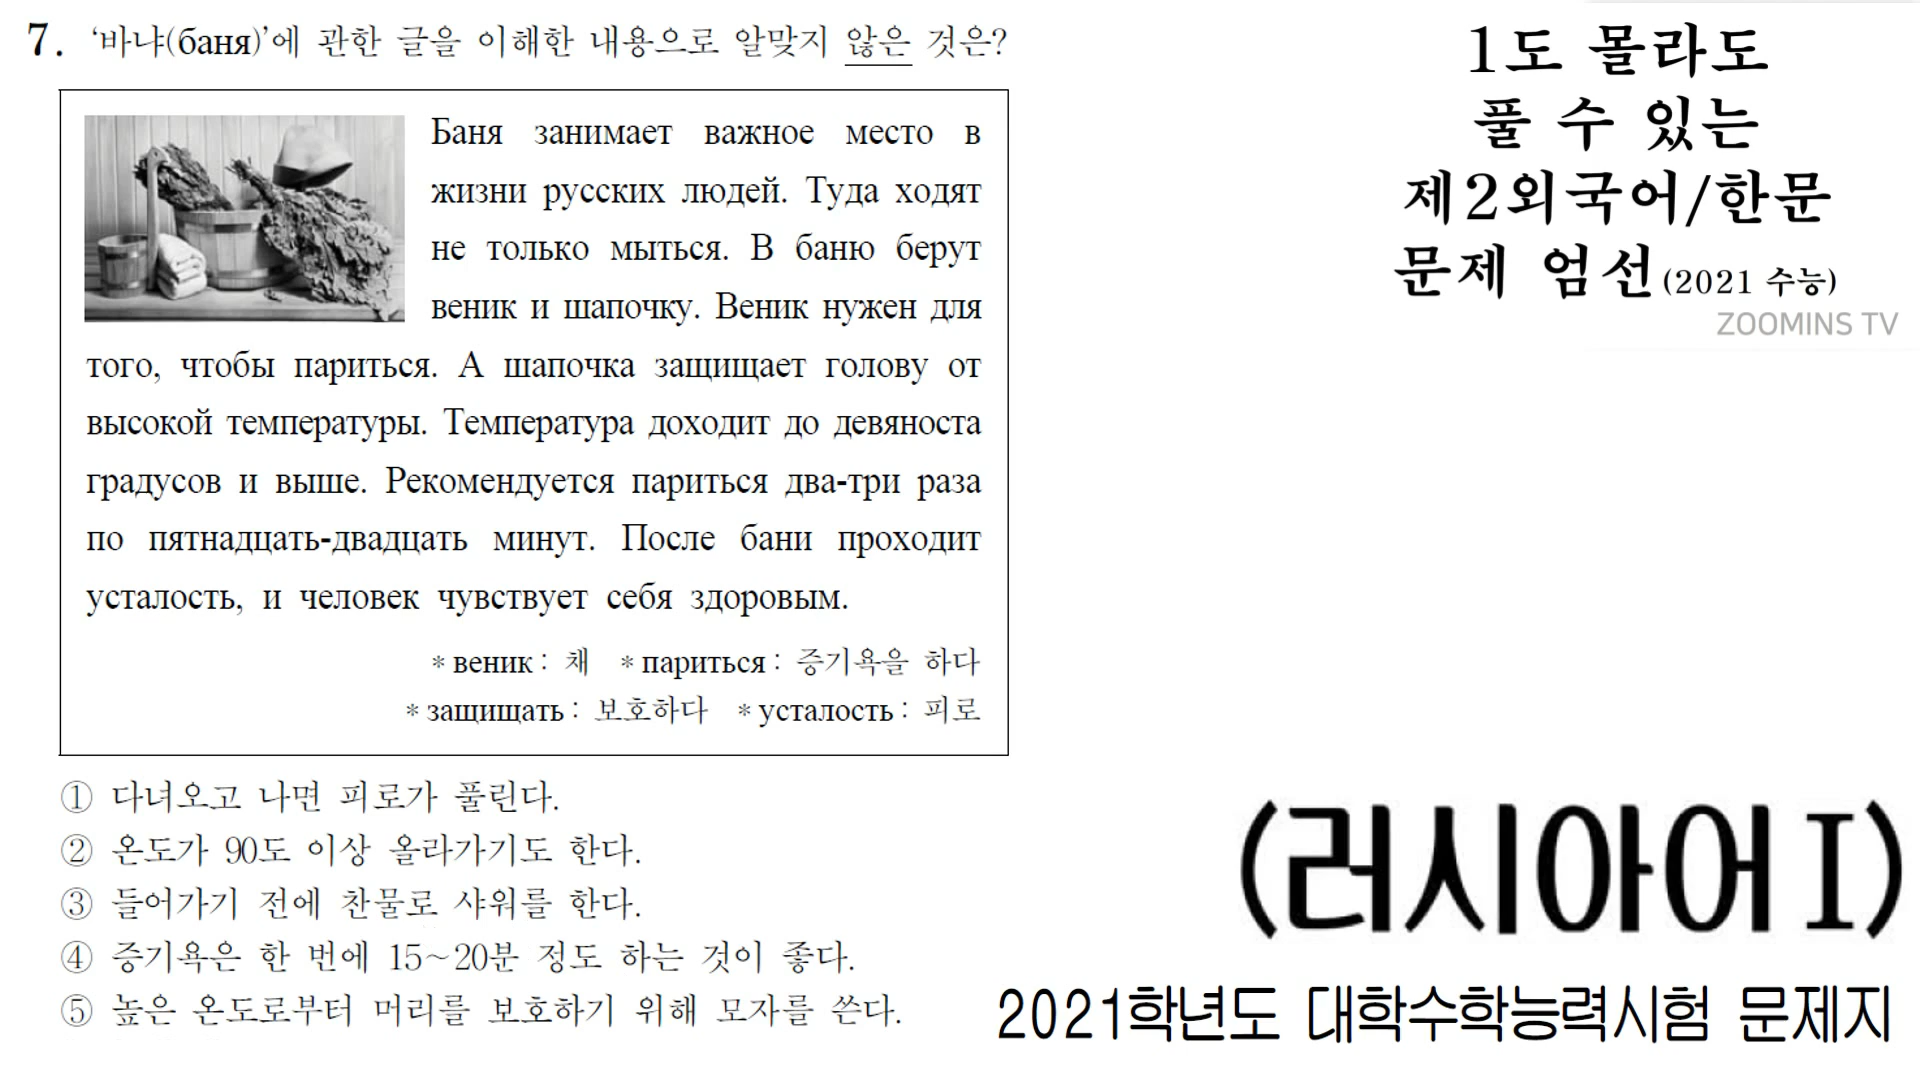 7. ‘바냐(баня)’에 관한 글을 이해한 내용으로 알맞지 않은 것은?
Баня занимает важное место в
жизни русских людей. Туда ходят
не только мыться. В баню берут
веник и шапочку. Веник нужен для
того, чтобы париться. А шапочка защищает голову от
высокой температуры. Температура доходит до девяноста
градусов и выше. Рекомендуется париться два-три раза
по пятнадцать-двадцать минут. После бани проходит
усталость, и человек чувствует себя здоровым.
* веник : 채 * париться : 증기욕을 하다
* защищать : 보호하다 * усталость : 피로
① 다녀오고 나면 피로가 풀린다.
② 온도가 90도 이상 올라가기도 한다.
③ 들어가기 전에 찬물로 샤워를 한다.
④ 증기욕은 한 번에 15~20분 정도 하는 것이 좋다.
⑤ 높은 온도로부터 머리를 보호하기 위해 모자를 쓴다.
1도 몰라도
풀 수 있는
제2외국어/한문
문제 엄선(2021 수능)
ZOOMINS TV
(러시아어 I)
2021학년도 대학수학능력시험 문제지